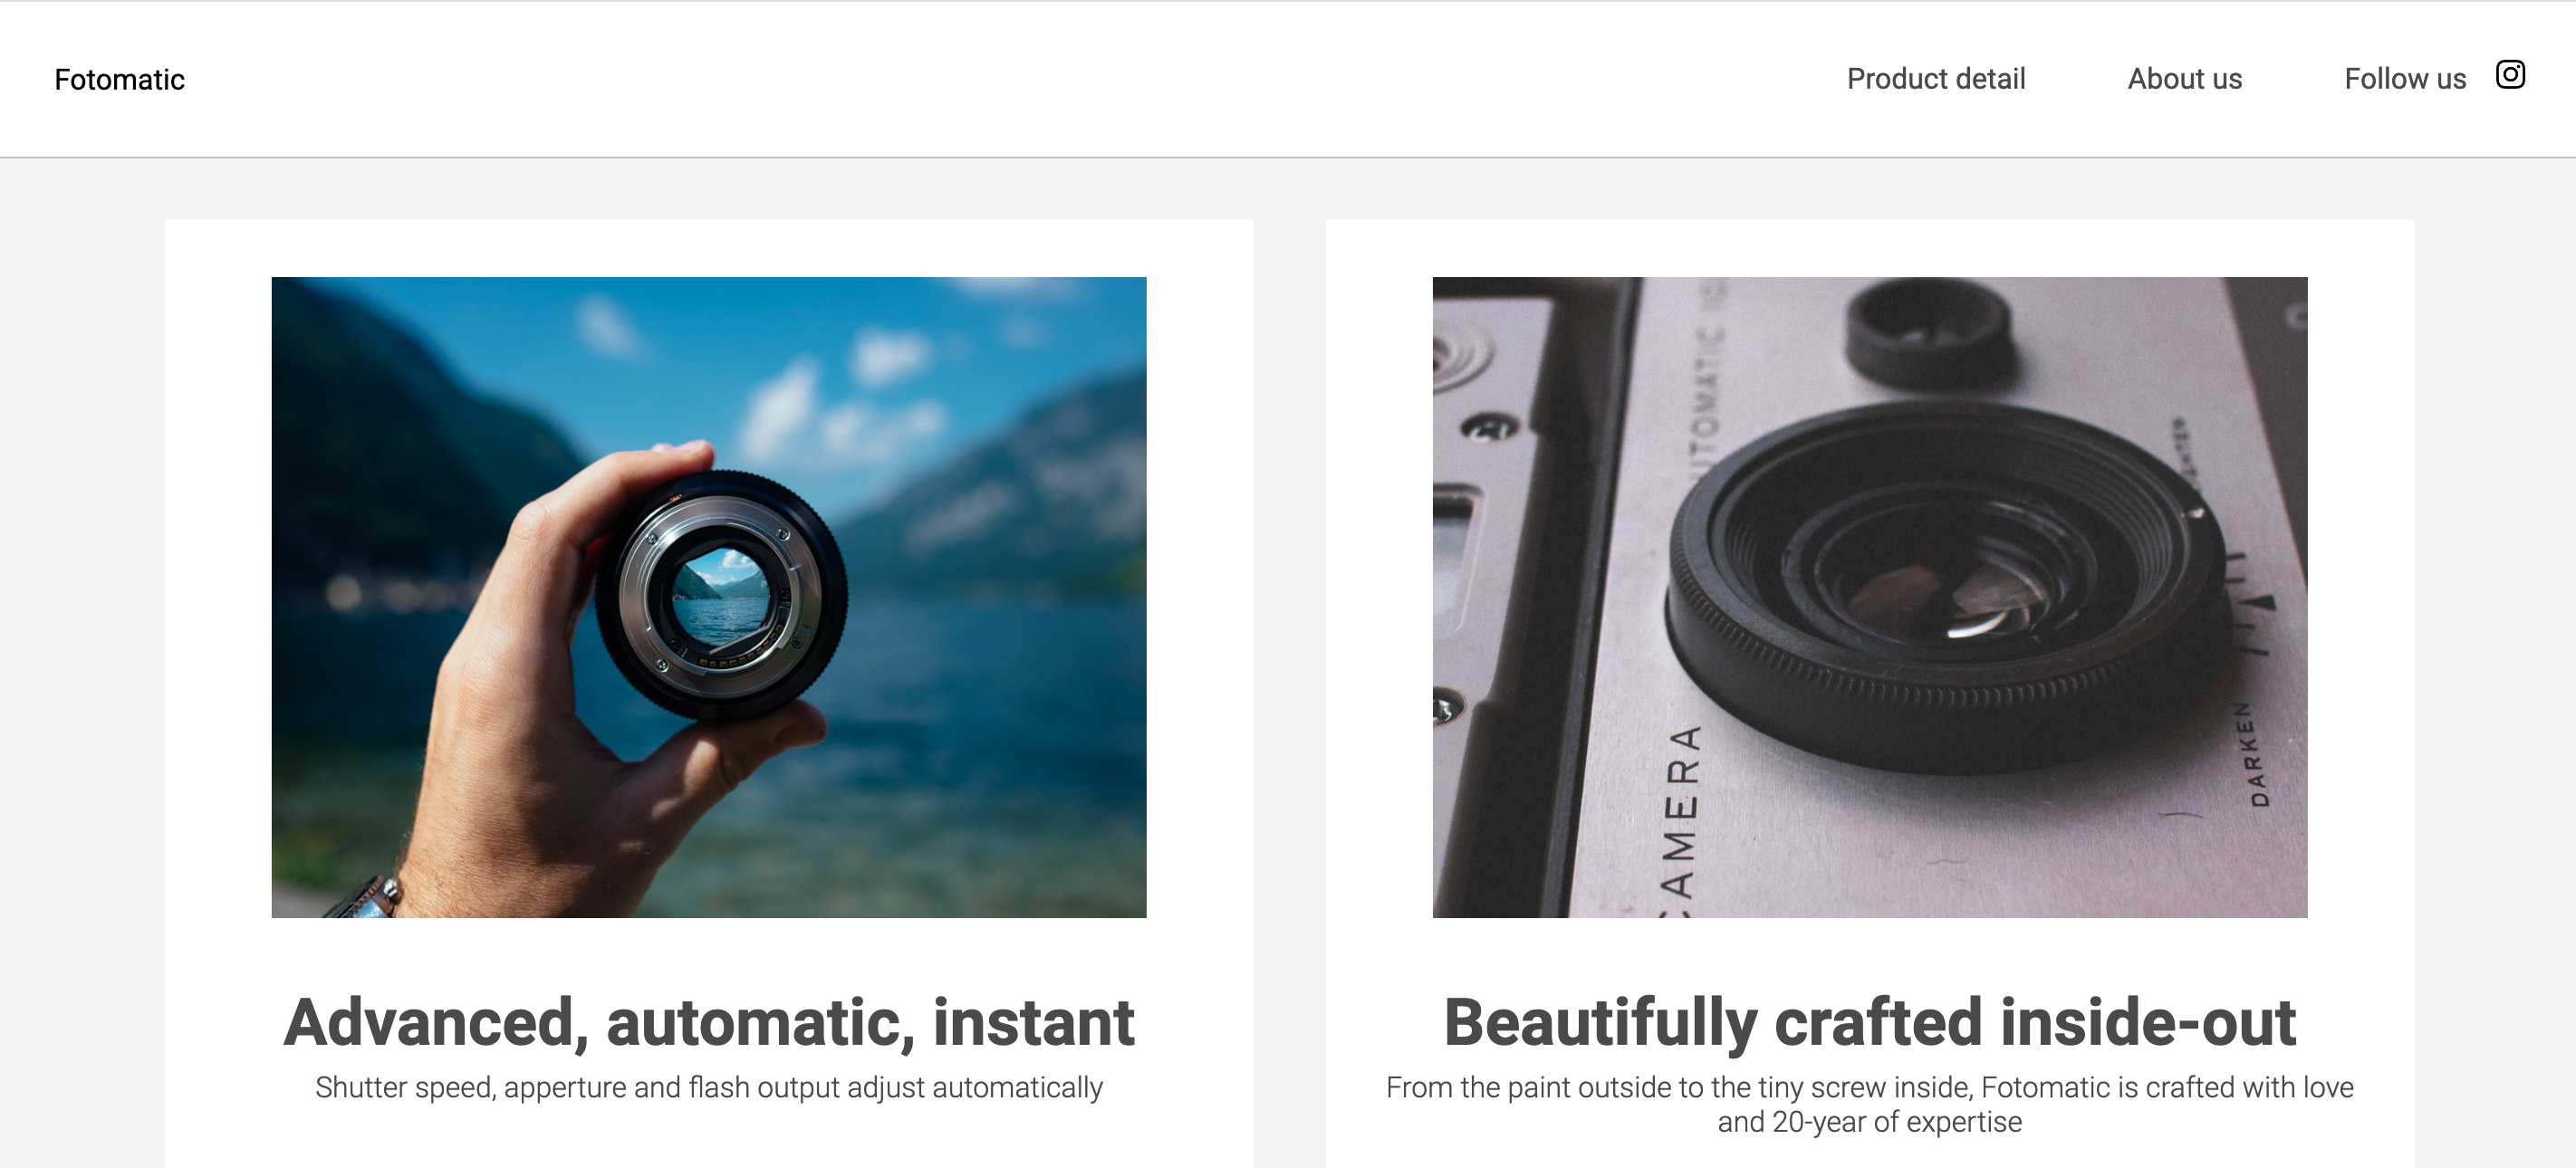 Fotomatic
Product detail
About us
Follow us
CAMERA
DARKEN
Advanced, automatic, instant
Shutter speed, apperture and flash output adjust automatically
Beautifully crafted inside-out
From the paint outside to the tiny screw inside, Fotomatic is crafted with love
and 20-year of expertise